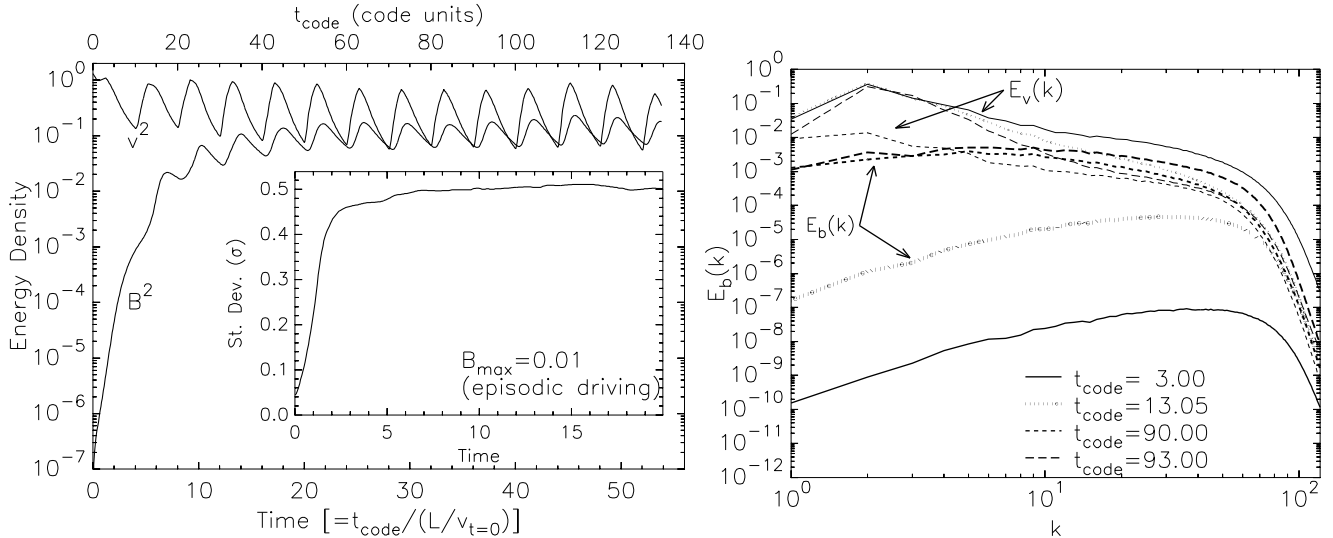 t_code (code units)
0 20 40 60 80 100 120 140
10^0
10^-1
10^-2
10^-3
10^-4
10^-5
10^-6
10^-7
Energy Density
v^2
B^2
0.5
0.4
0.3
0.2
0.1
0.0
St. Dev. (σ)
B_max=0.01
(episodic driving)
0 5 10 15
Time
0 10 20 30 40 50
Time [=t_code/(L/v_t=0)]
10^0
10^-1
10^-2
10^-3
10^-4
10^-5
10^-6
10^-7
10^-8
10^-9
10^-10
10^-11
10^-12
E_b(k)
E_v(k)
E_b(k)
t_code= 3.00
t_code=13.05
t_code=90.00
t_code=93.00
10^0 10^1 10^2
k